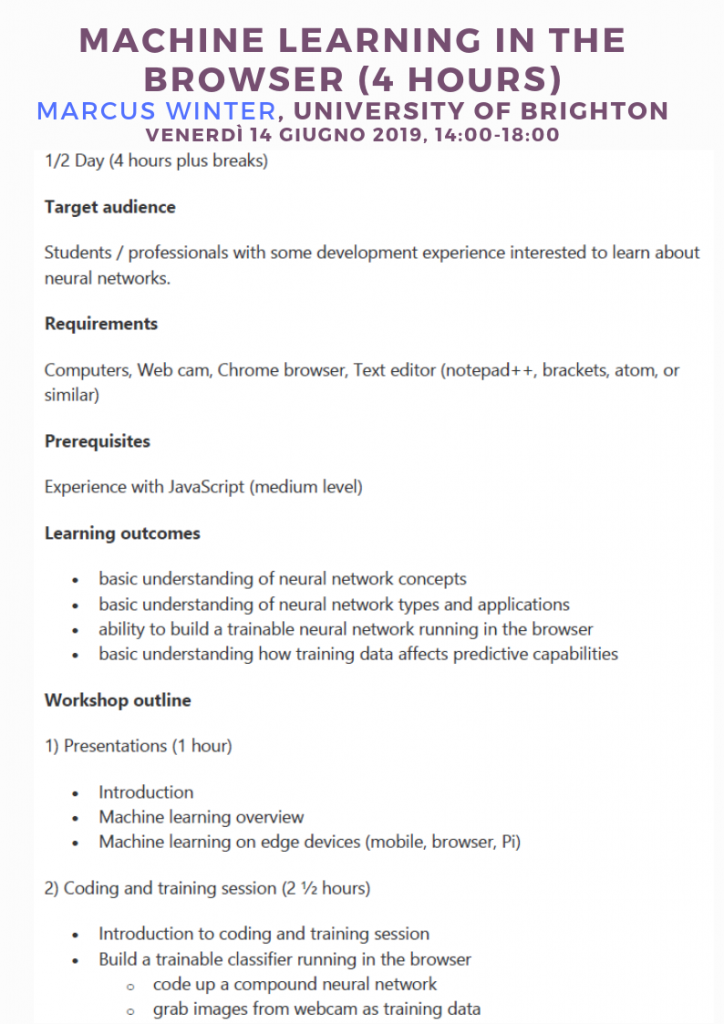 MACHINE LEARNING IN THE
BROWSER (4 HOURS)
MARCUS WINTER, UNIVERSITY OF BRIGHTON
VENERDÌ 14 GIUGNO 2019, 14:00-18:00
1/2 Day (4 hours plus breaks)
Target audience
Students / professionals with some development experience interested to learn about
neural networks.
Requirements
Computers, Web cam, Chrome browser, Text editor (notepad++, brackets, atom, or
similar)
Prerequisites
Experience with JavaScript (medium level)
Learning outcomes
• basic understanding of neural network concepts
• basic understanding of neural network types and applications
• ability to build a trainable neural network running in the browser
• basic understanding how training data affects predictive capabilities
Workshop outline
1) Presentations (1 hour)
• Introduction
• Machine learning overview
• Machine learning on edge devices (mobile, browser, Pi)
2) Coding and training session (2 ½ hours)
• Introduction to coding and training session
• Build a trainable classifier running in the browser
o code up a compound neural network
o grab images from webcam as training data